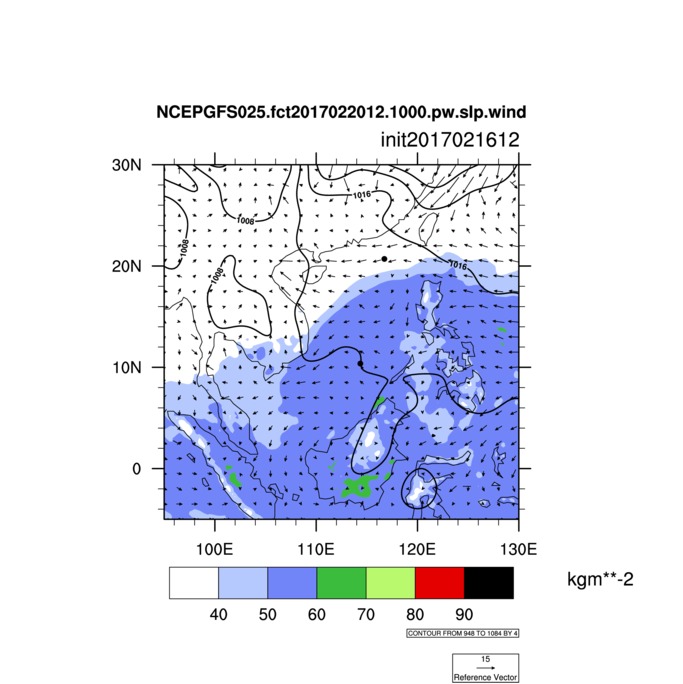 NCEPGFS025.fct2017022012.1000.pw.slp.wind
init2017021612
30N
1016
1008
1008
20N
1016
1008
10N
0
100E 110E 120E 130E
kgm**-2
40 50 60 70 80 90
CONTOUR FROM 948 TO 1084 BY 4
15
Reference Vector